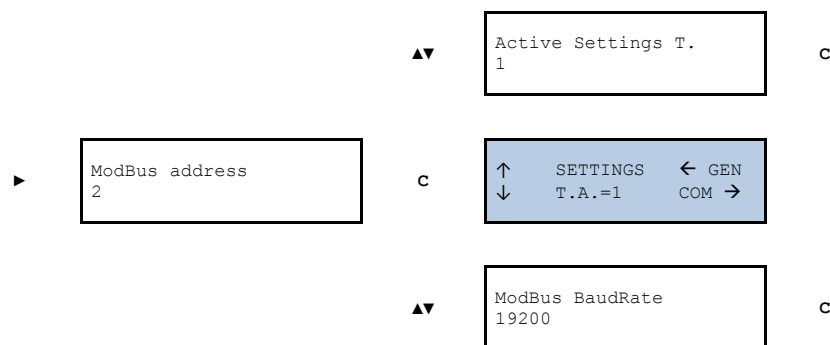 ▲▼ Active Settings T. C
1
► ModBus address C ↑ SETTINGS ← GEN
2 ↓ T.A.=1 COM →
▲▼ ModBus BaudRate C
19200